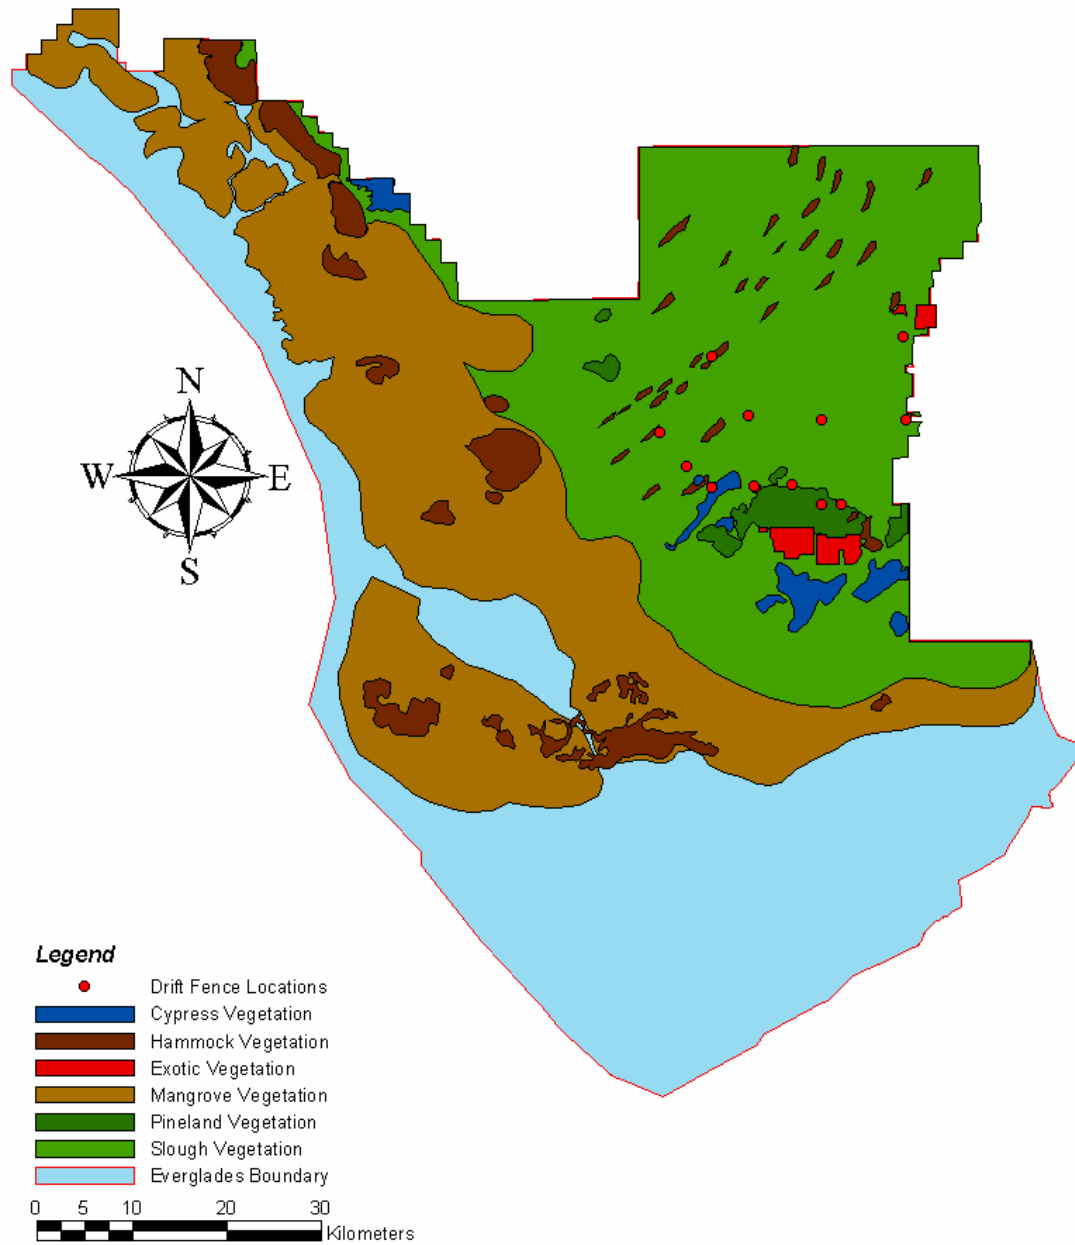 N
W E
S
Legend
Drift Fence Locations
Cypress Vegetation
Hammock Vegetation
Exotic Vegetation
Mangrove Vegetation
Pineland Vegetation
Slough Vegetation
Everglades Boundary
0 5 10 20 30
Kilometers